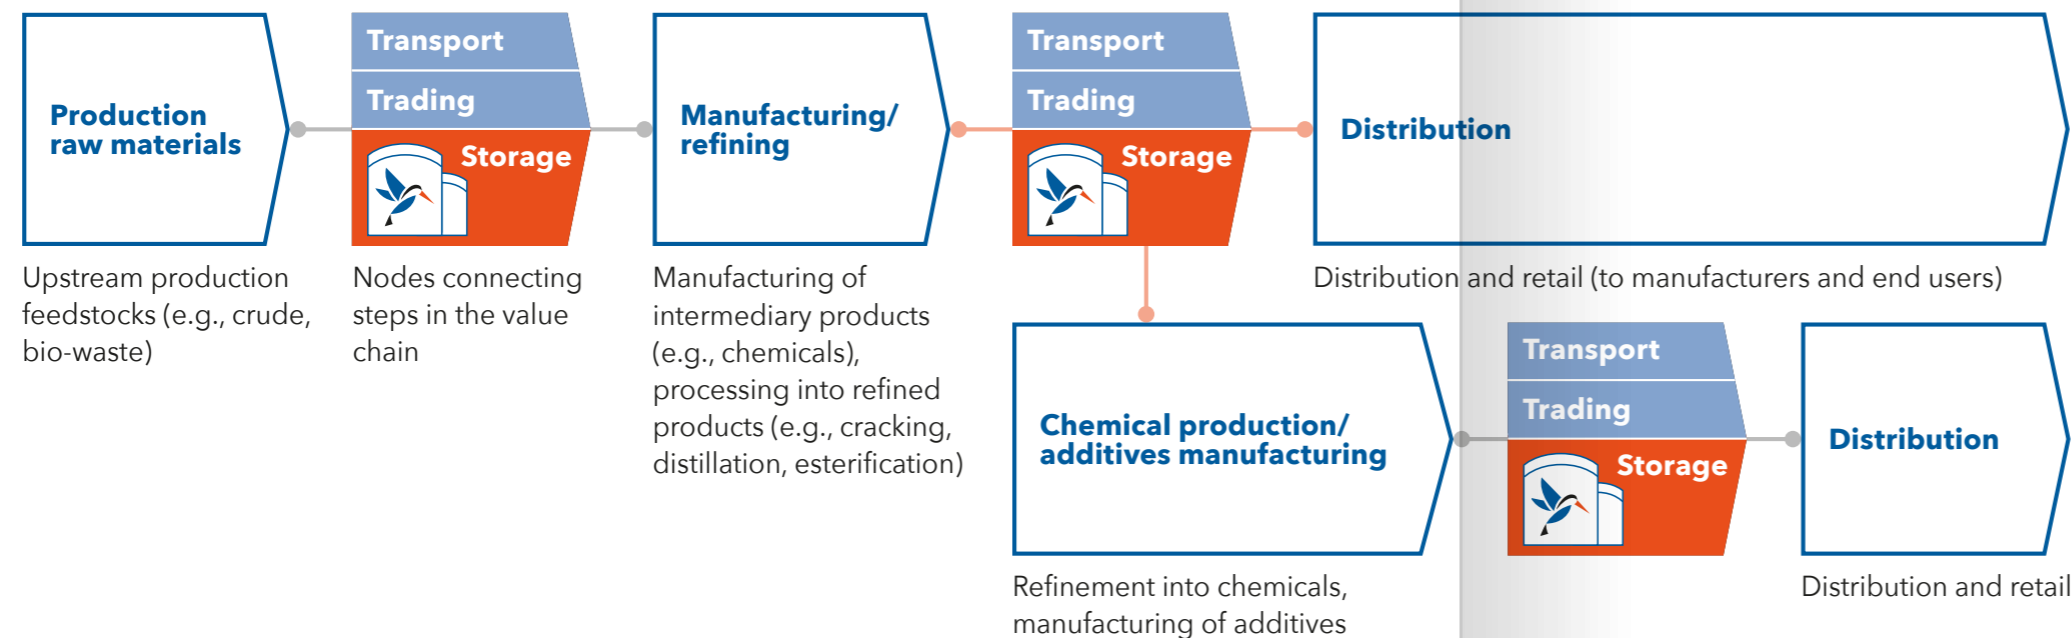 Production
raw materials
Transport
Trading
Storage
Manufacturing/
refining
Transport
Trading
Storage
Distribution
Upstream production
feedstocks (e.g., crude,
bio-waste)
Nodes connecting
steps in the value
chain
Manufacturing of
intermediary products
(e.g., chemicals),
processing into refined
products (e.g., cracking,
distillation, esterification)
Distribution and retail (to manufacturers and end users)
Chemical production/
additives manufacturing
Transport
Trading
Storage
Distribution
Refinement into chemicals,
manufacturing of additives
Distribution and retail